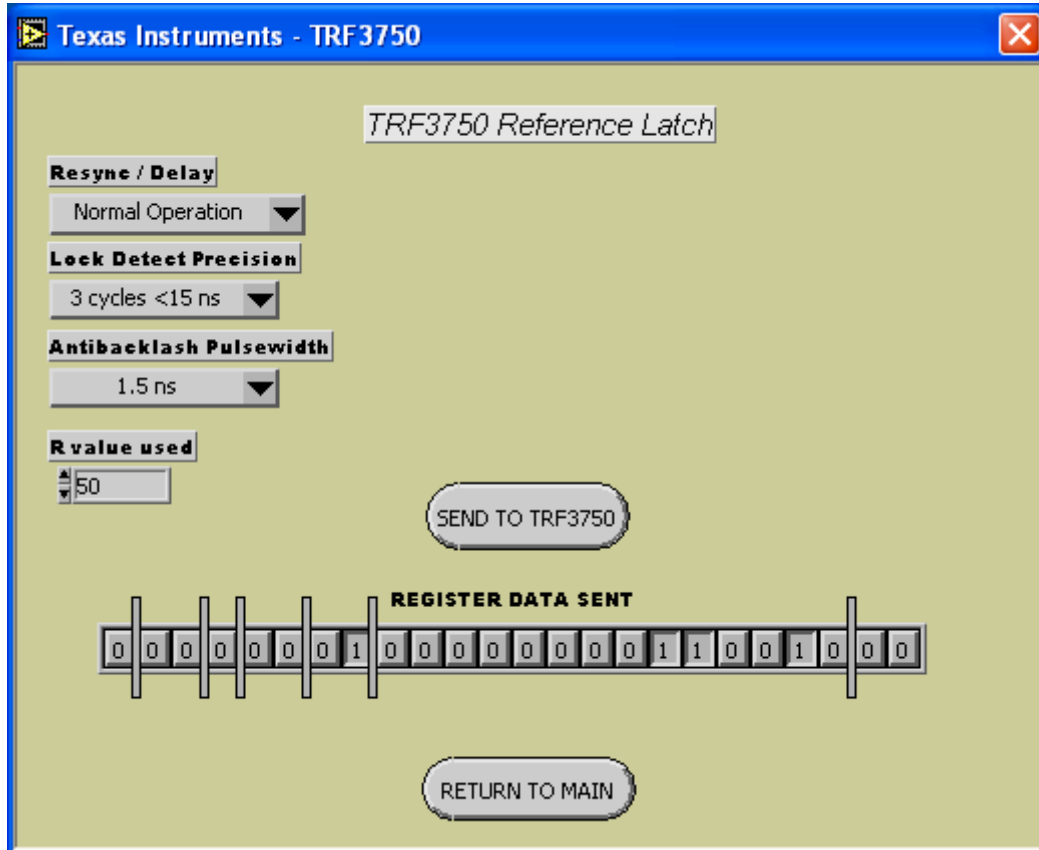 Texas Instruments - TRF3750
TRF3750 Reference Latch
Resync / Delay
Normal Operation
Lock Detect Precision
3 cycles <15 ns
Antibacklash Pulsewidth
1.5 ns
R value used
50
SEND TO TRF3750
REGISTER DATA SENT
0 0 0 0 0 0 0 1 0 0 0 0 0 0 0 0 1 1 0 0 1 0 0 0
RETURN TO MAIN